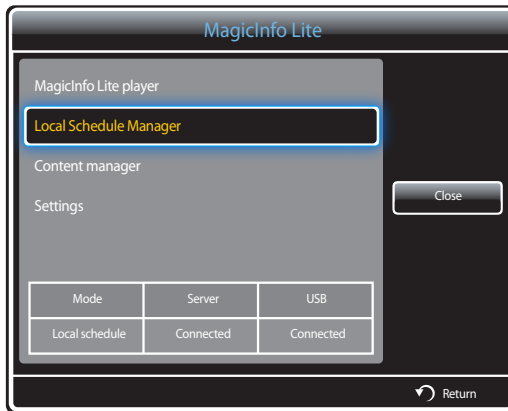 MagicInfo Lite
MagicInfo Lite player
Local Schedule Manager
Content manager
Settings
Close
Mode Server USB
Local schedule Connected Connected
Return